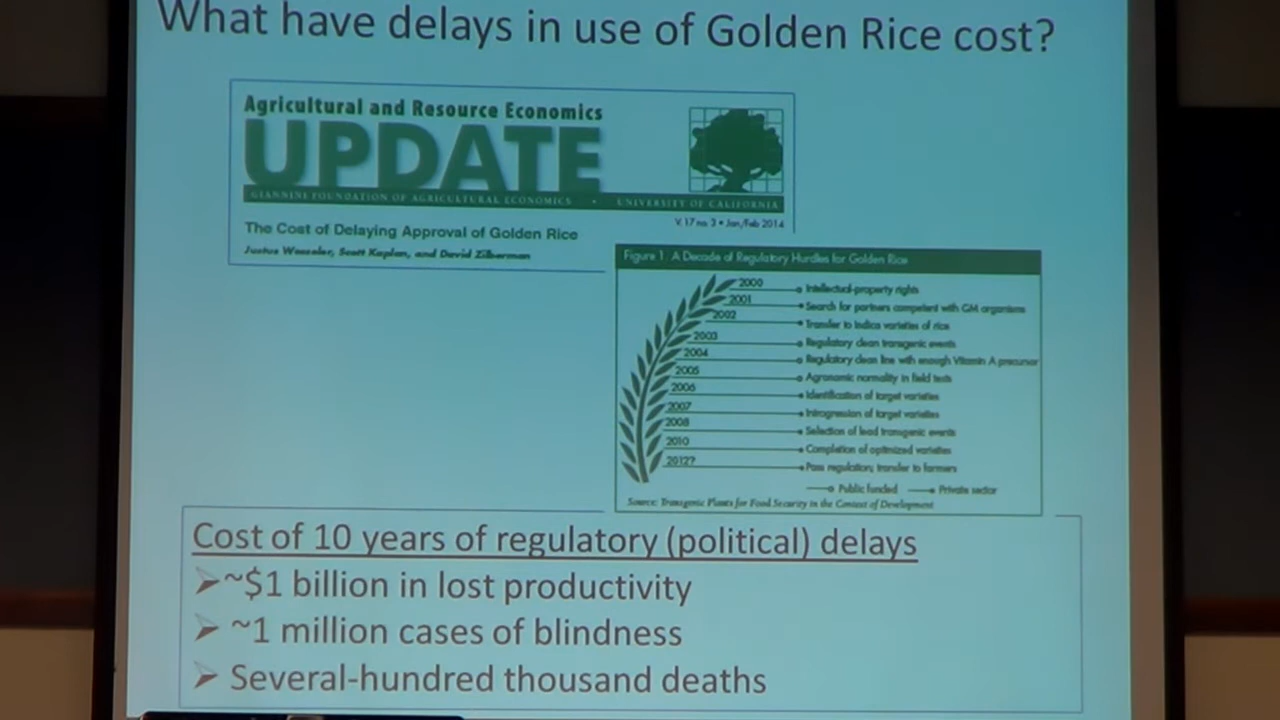 What have delays in use of Golden Rice cost?
Agricultural and Resource Economics
UPDATE
GIANNINI FOUNDATION OF AGRICULTURAL ECONOMICS • UNIVERSITY OF CALIFORNIA
V. 17 no. 3 • Jan/Feb 2014
The Cost of Delaying Approval of Golden Rice
Justus Wesseler, Scott Kaplan, and David Zilberman
Figure 1. A Decade of Regulatory Hurdles for Golden Rice
2000 Intellectual-property rights
2001 Search for partners competent with GM organisms
2002 Transfer to Indica varieties of rice
2003 Regulatory clean transgenic events
2004 Regulatory clean line with enough Vitamin A precursor
2005 Agronomic normality in field tests
2006 Identification of target varieties
2007 Introgression of target varieties
2008 Selection of lead transgenic events
2010 Completion of optimized varieties
2012? Pass regulation; transfer to farmers
Public funded Private sector
Source: Transgenic Plants for Food Security in the Context of Development
Cost of 10 years of regulatory (political) delays
➢~$1 billion in lost productivity
➢ ~1 million cases of blindness
➢ Several-hundred thousand deaths